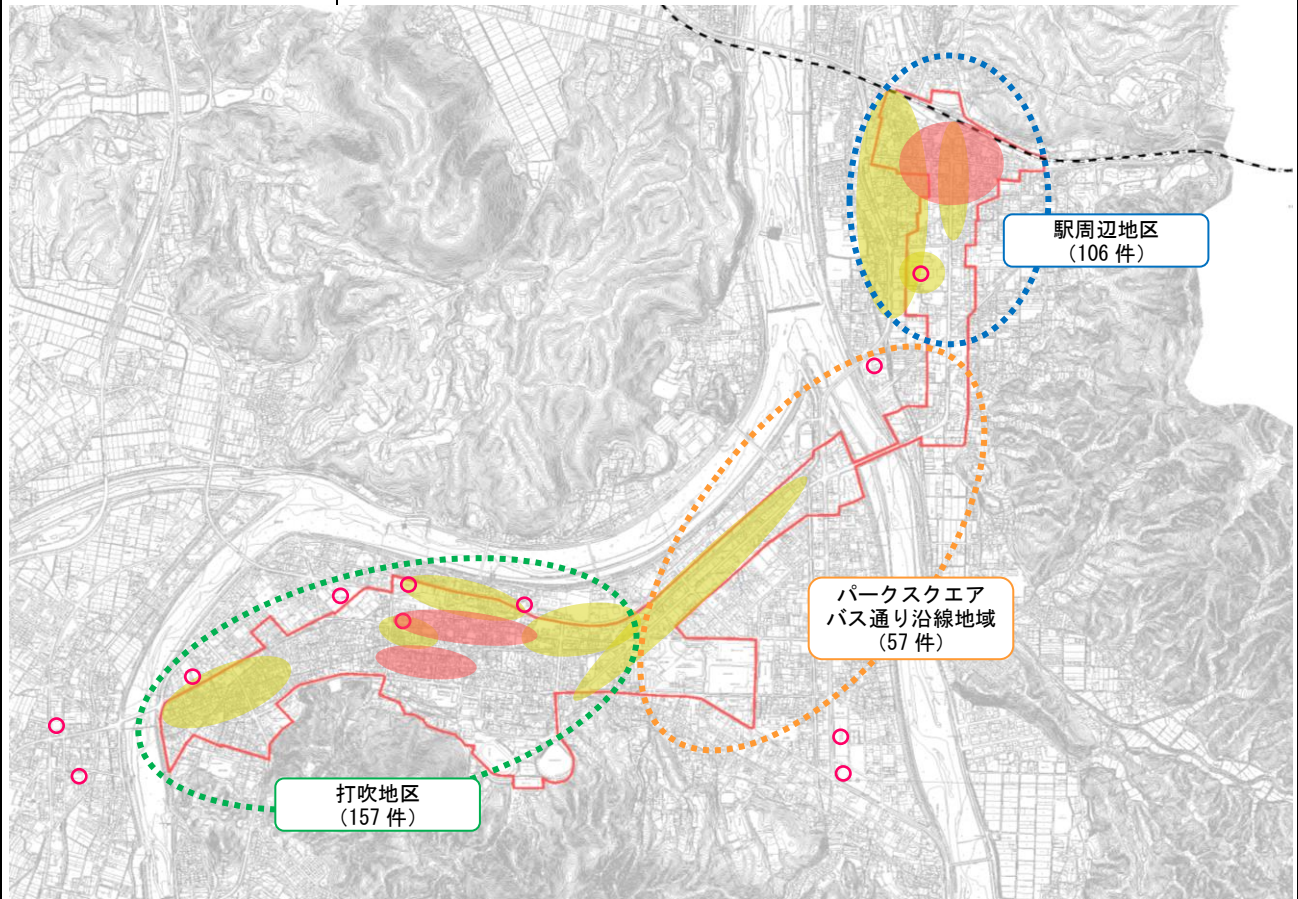 駅周辺地区
（106 件）
パークスクエア
バス通り沿線地域
（57 件）
打吹地区
（157 件）